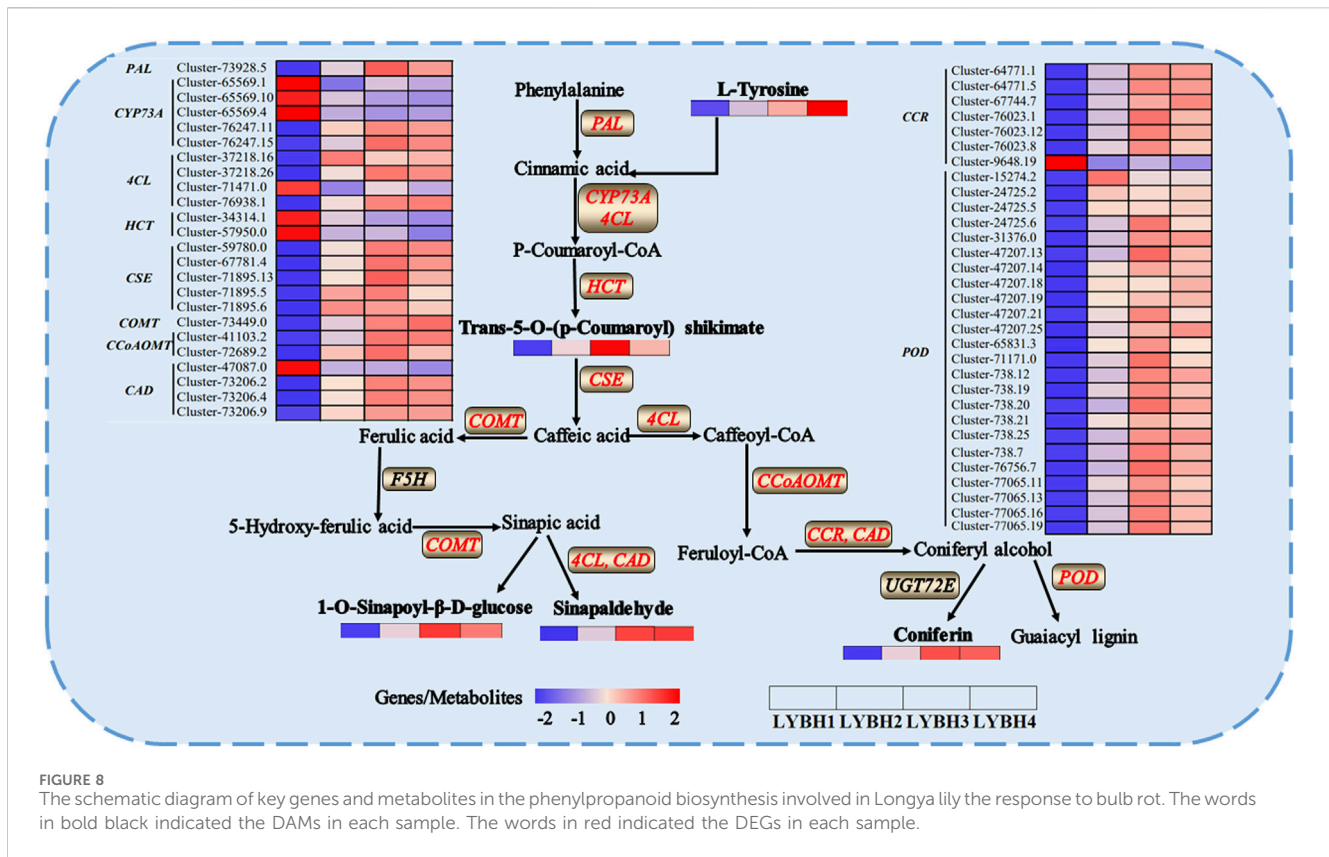 PAL
Cluster-73928.5
CYP73A
Cluster-65569.1
Cluster-65569.10
Cluster-65569.4
Cluster-76247.11
Cluster-76247.15
4CL
Cluster-37218.16
Cluster-37218.26
Cluster-71471.0
Cluster-76938.1
HCT
Cluster-34314.1
Cluster-57950.0
CSE
Cluster-59780.0
Cluster-67781.4
Cluster-71895.13
Cluster-71895.5
Cluster-71895.6
COMT
Cluster-73449.0
CCoAOMT
Cluster-41103.2
Cluster-72689.2
CAD
Cluster-47087.0
Cluster-73206.2
Cluster-73206.4
Cluster-73206.9
Phenylalanine
L-Tyrosine
PAL
Cinnamic acid
CYP73A
4CL
P-Coumaroyl-CoA
HCT
Trans-5-O-(p-Coumaroyl) shikimate
CSE
COMT
4CL
Ferulic acid
Caffeic acid
Caffeoyl-CoA
F5H
CCoAOMT
5-Hydroxy-ferulic acid
Sinapic acid
COMT
4CL, CAD
Feruloyl-CoA
CCR, CAD
Coniferyl alcohol
UGT72E
POD
1-O-Sinapoyl-β-D-glucose
Sinapaldehyde
Coniferin
Guaiacyl lignin
CCR
Cluster-64771.1
Cluster-64771.5
Cluster-67744.7
Cluster-76023.1
Cluster-76023.12
Cluster-76023.8
Cluster-9648.19
POD
Cluster-15274.2
Cluster-24725.2
Cluster-24725.5
Cluster-24725.6
Cluster-31376.0
Cluster-47207.13
Cluster-47207.14
Cluster-47207.18
Cluster-47207.19
Cluster-47207.21
Cluster-47207.25
Cluster-65831.3
Cluster-71171.0
Cluster-738.12
Cluster-738.19
Cluster-738.20
Cluster-738.21
Cluster-738.25
Cluster-738.7
Cluster-76756.7
Cluster-77065.11
Cluster-77065.13
Cluster-77065.16
Cluster-77065.19
Genes/Metabolites
-2 -1 0 1 2
LYBH1 LYBH2 LYBH3 LYBH4
FIGURE 8
The schematic diagram of key genes and metabolites in the phenylpropanoid biosynthesis involved in Longya lily the response to bulb rot. The words
in bold black indicated the DAMs in each sample. The words in red indicated the DEGs in each sample.